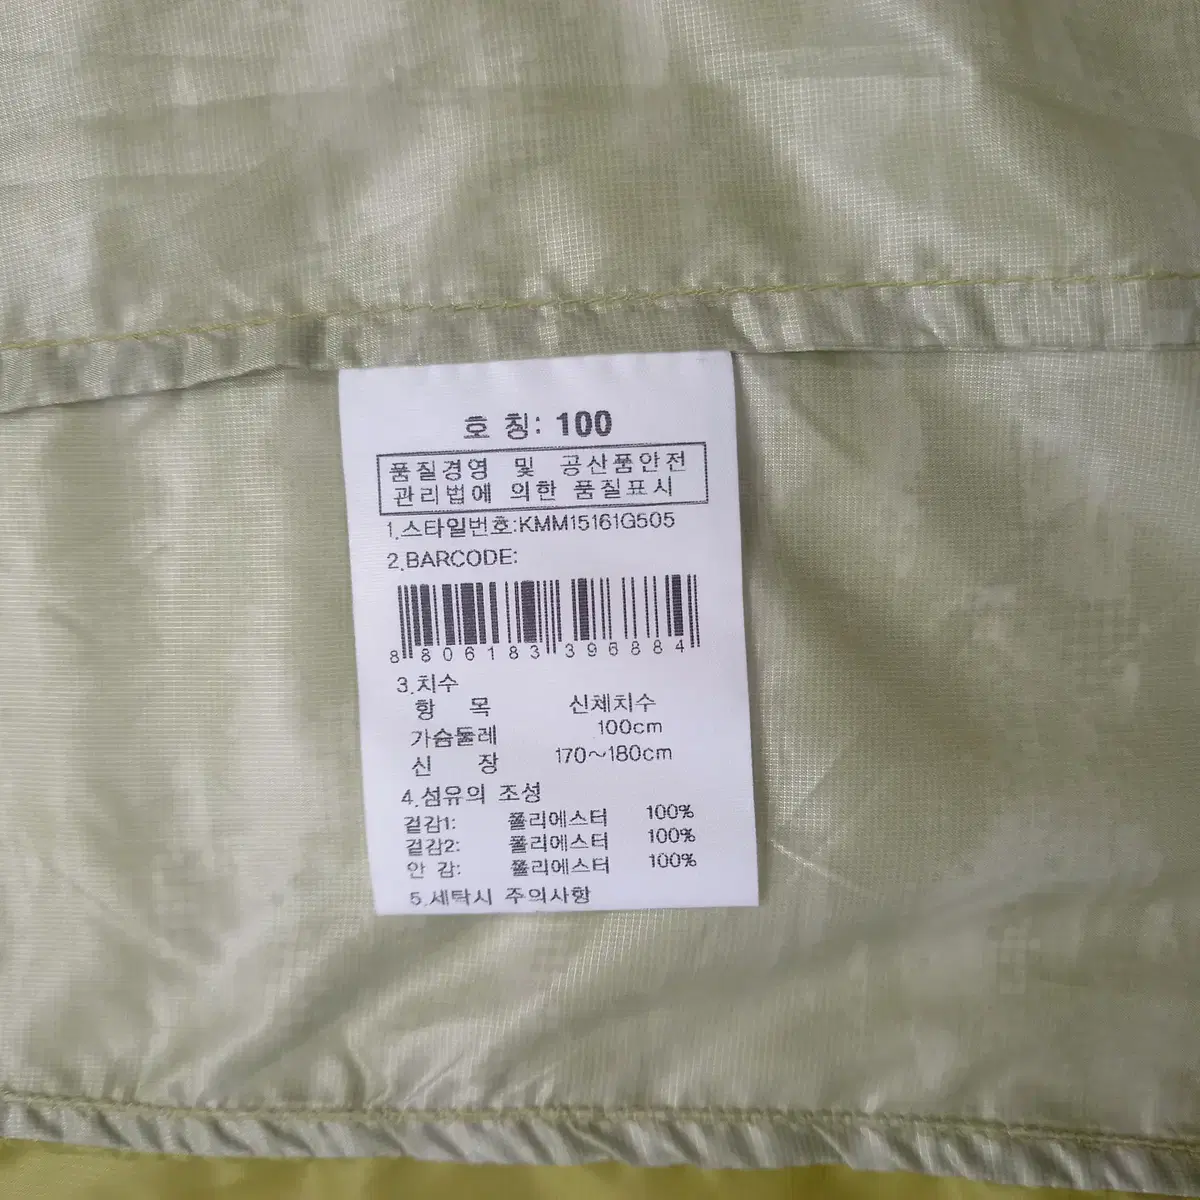 호 칭: 100
품질경영 및 공산품안전
관리법에 의한 품질표시
1.스타일번호:KMM15161G505
2.BARCODE:
8 806183 396884
3.치수
항 목 신체치수
가슴둘레 100cm
신 장 170~180cm
4.섬유의 조성
겉감1: 폴리에스터 100%
겉감2: 폴리에스터 100%
안 감: 폴리에스터 100%
5.세탁시 주의사항